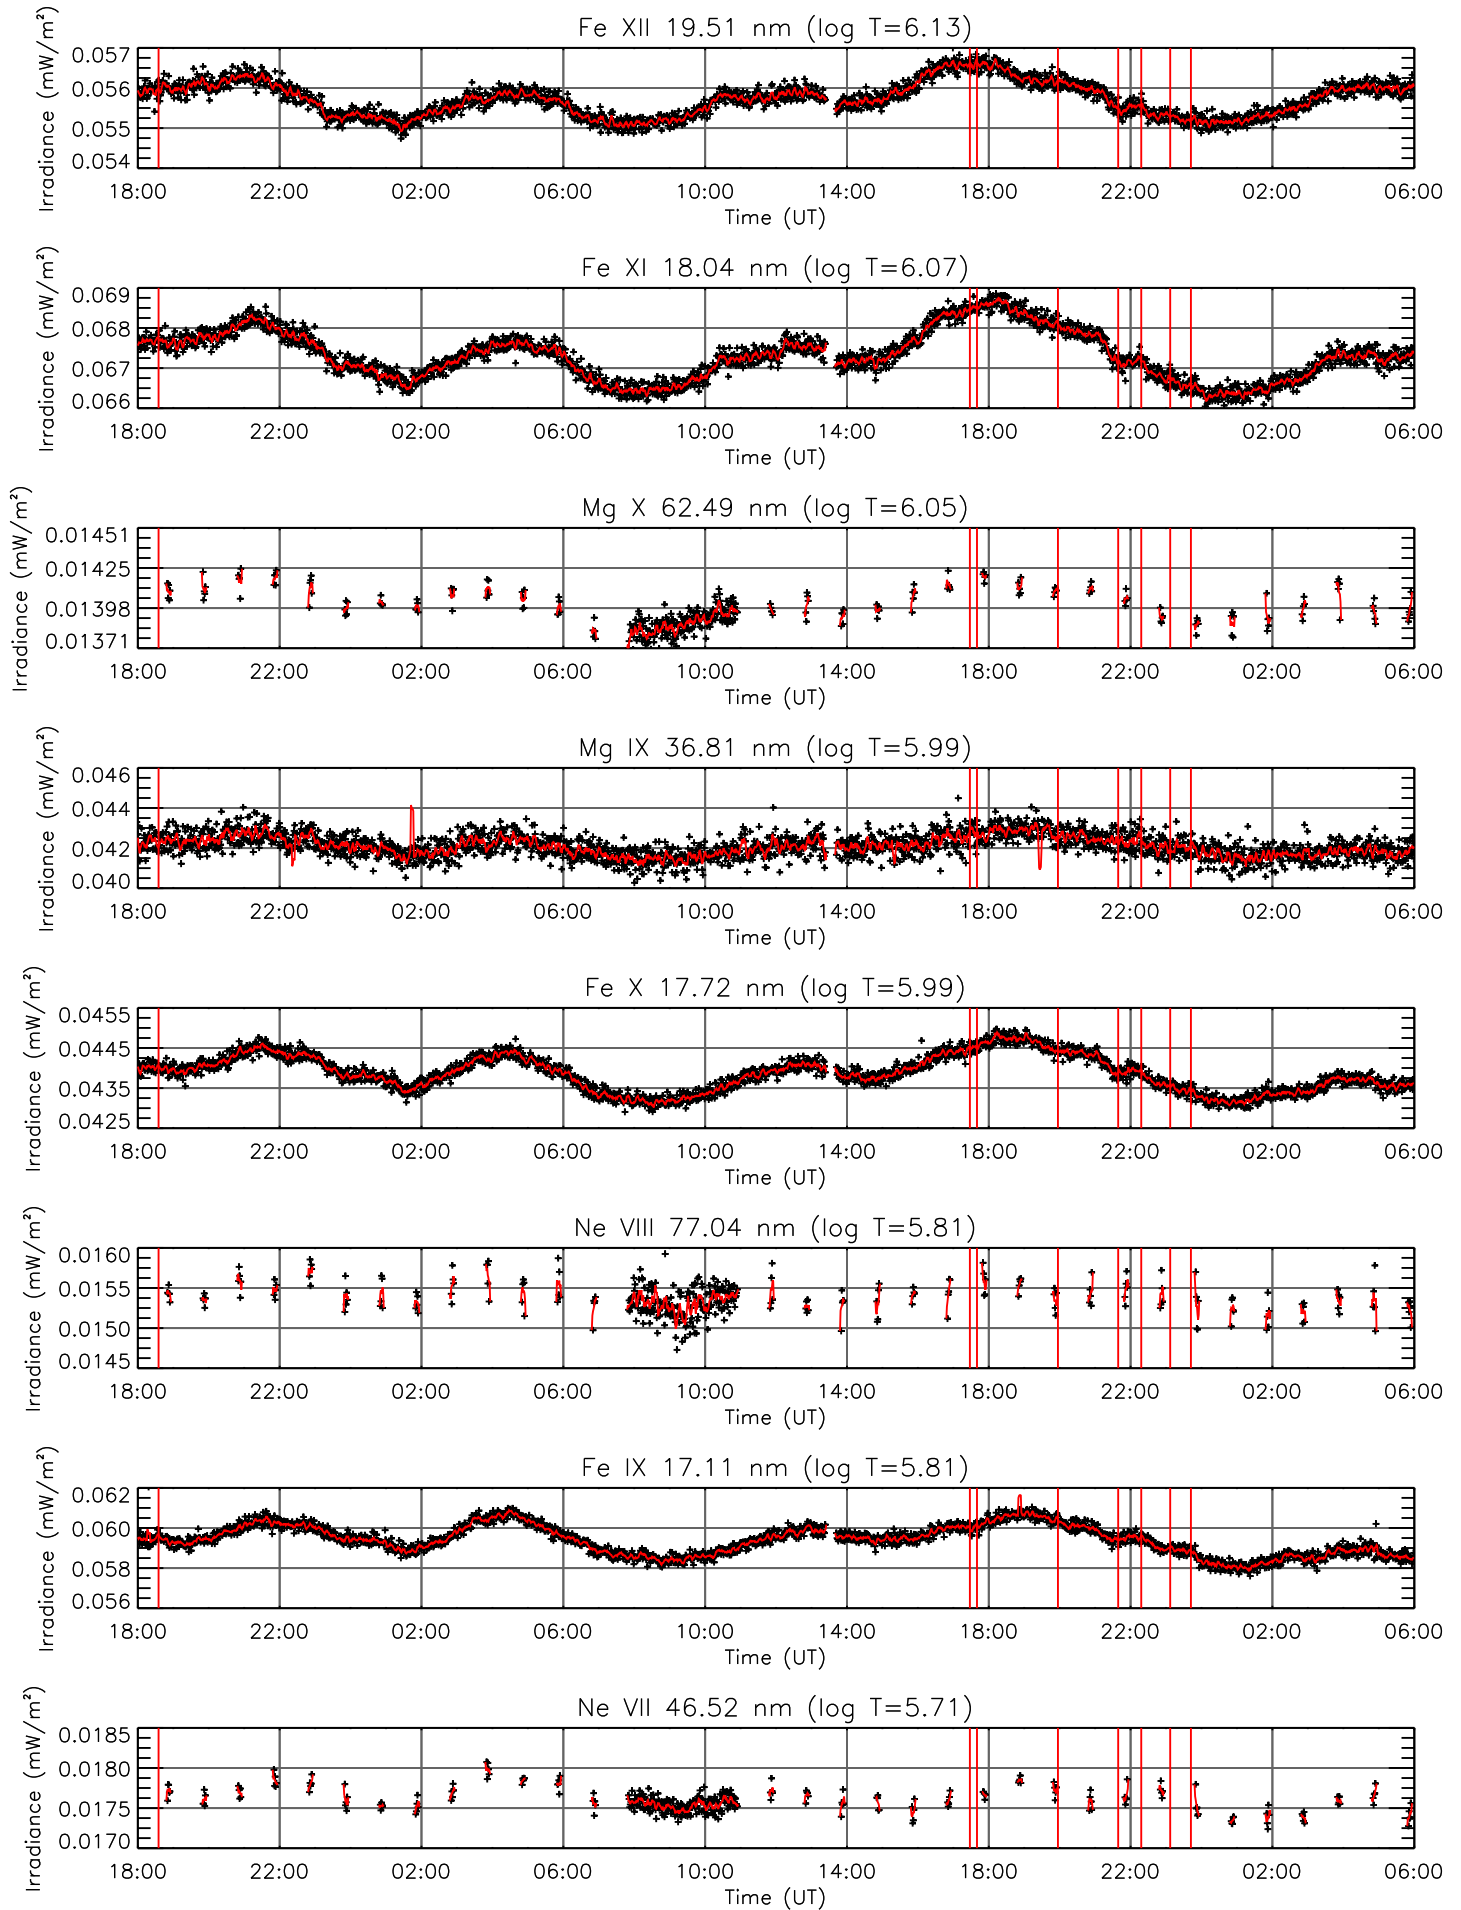 Fe XII 19.51 nm (log T=6.13)
Irradiance (mW/m²)
0.057
0.056
0.055
0.054
18:00 22:00 02:00 06:00 10:00 14:00 18:00 22:00 02:00 06:00
Time (UT)
Fe XI 18.04 nm (log T=6.07)
Irradiance (mW/m²)
0.069
0.068
0.067
0.066
18:00 22:00 02:00 06:00 10:00 14:00 18:00 22:00 02:00 06:00
Time (UT)
Mg X 62.49 nm (log T=6.05)
Irradiance (mW/m²)
0.01451
0.01425
0.01398
0.01371
18:00 22:00 02:00 06:00 10:00 14:00 18:00 22:00 02:00 06:00
Time (UT)
Mg IX 36.81 nm (log T=5.99)
Irradiance (mW/m²)
0.046
0.044
0.042
0.040
18:00 22:00 02:00 06:00 10:00 14:00 18:00 22:00 02:00 06:00
Time (UT)
Fe X 17.72 nm (log T=5.99)
Irradiance (mW/m²)
0.0455
0.0445
0.0435
0.0425
18:00 22:00 02:00 06:00 10:00 14:00 18:00 22:00 02:00 06:00
Time (UT)
Ne VIII 77.04 nm (log T=5.81)
Irradiance (mW/m²)
0.0160
0.0155
0.0150
0.0145
18:00 22:00 02:00 06:00 10:00 14:00 18:00 22:00 02:00 06:00
Time (UT)
Fe IX 17.11 nm (log T=5.81)
Irradiance (mW/m²)
0.062
0.060
0.058
0.056
18:00 22:00 02:00 06:00 10:00 14:00 18:00 22:00 02:00 06:00
Time (UT)
Ne VII 46.52 nm (log T=5.71)
Irradiance (mW/m²)
0.0185
0.0180
0.0175
0.0170
18:00 22:00 02:00 06:00 10:00 14:00 18:00 22:00 02:00 06:00
Time (UT)